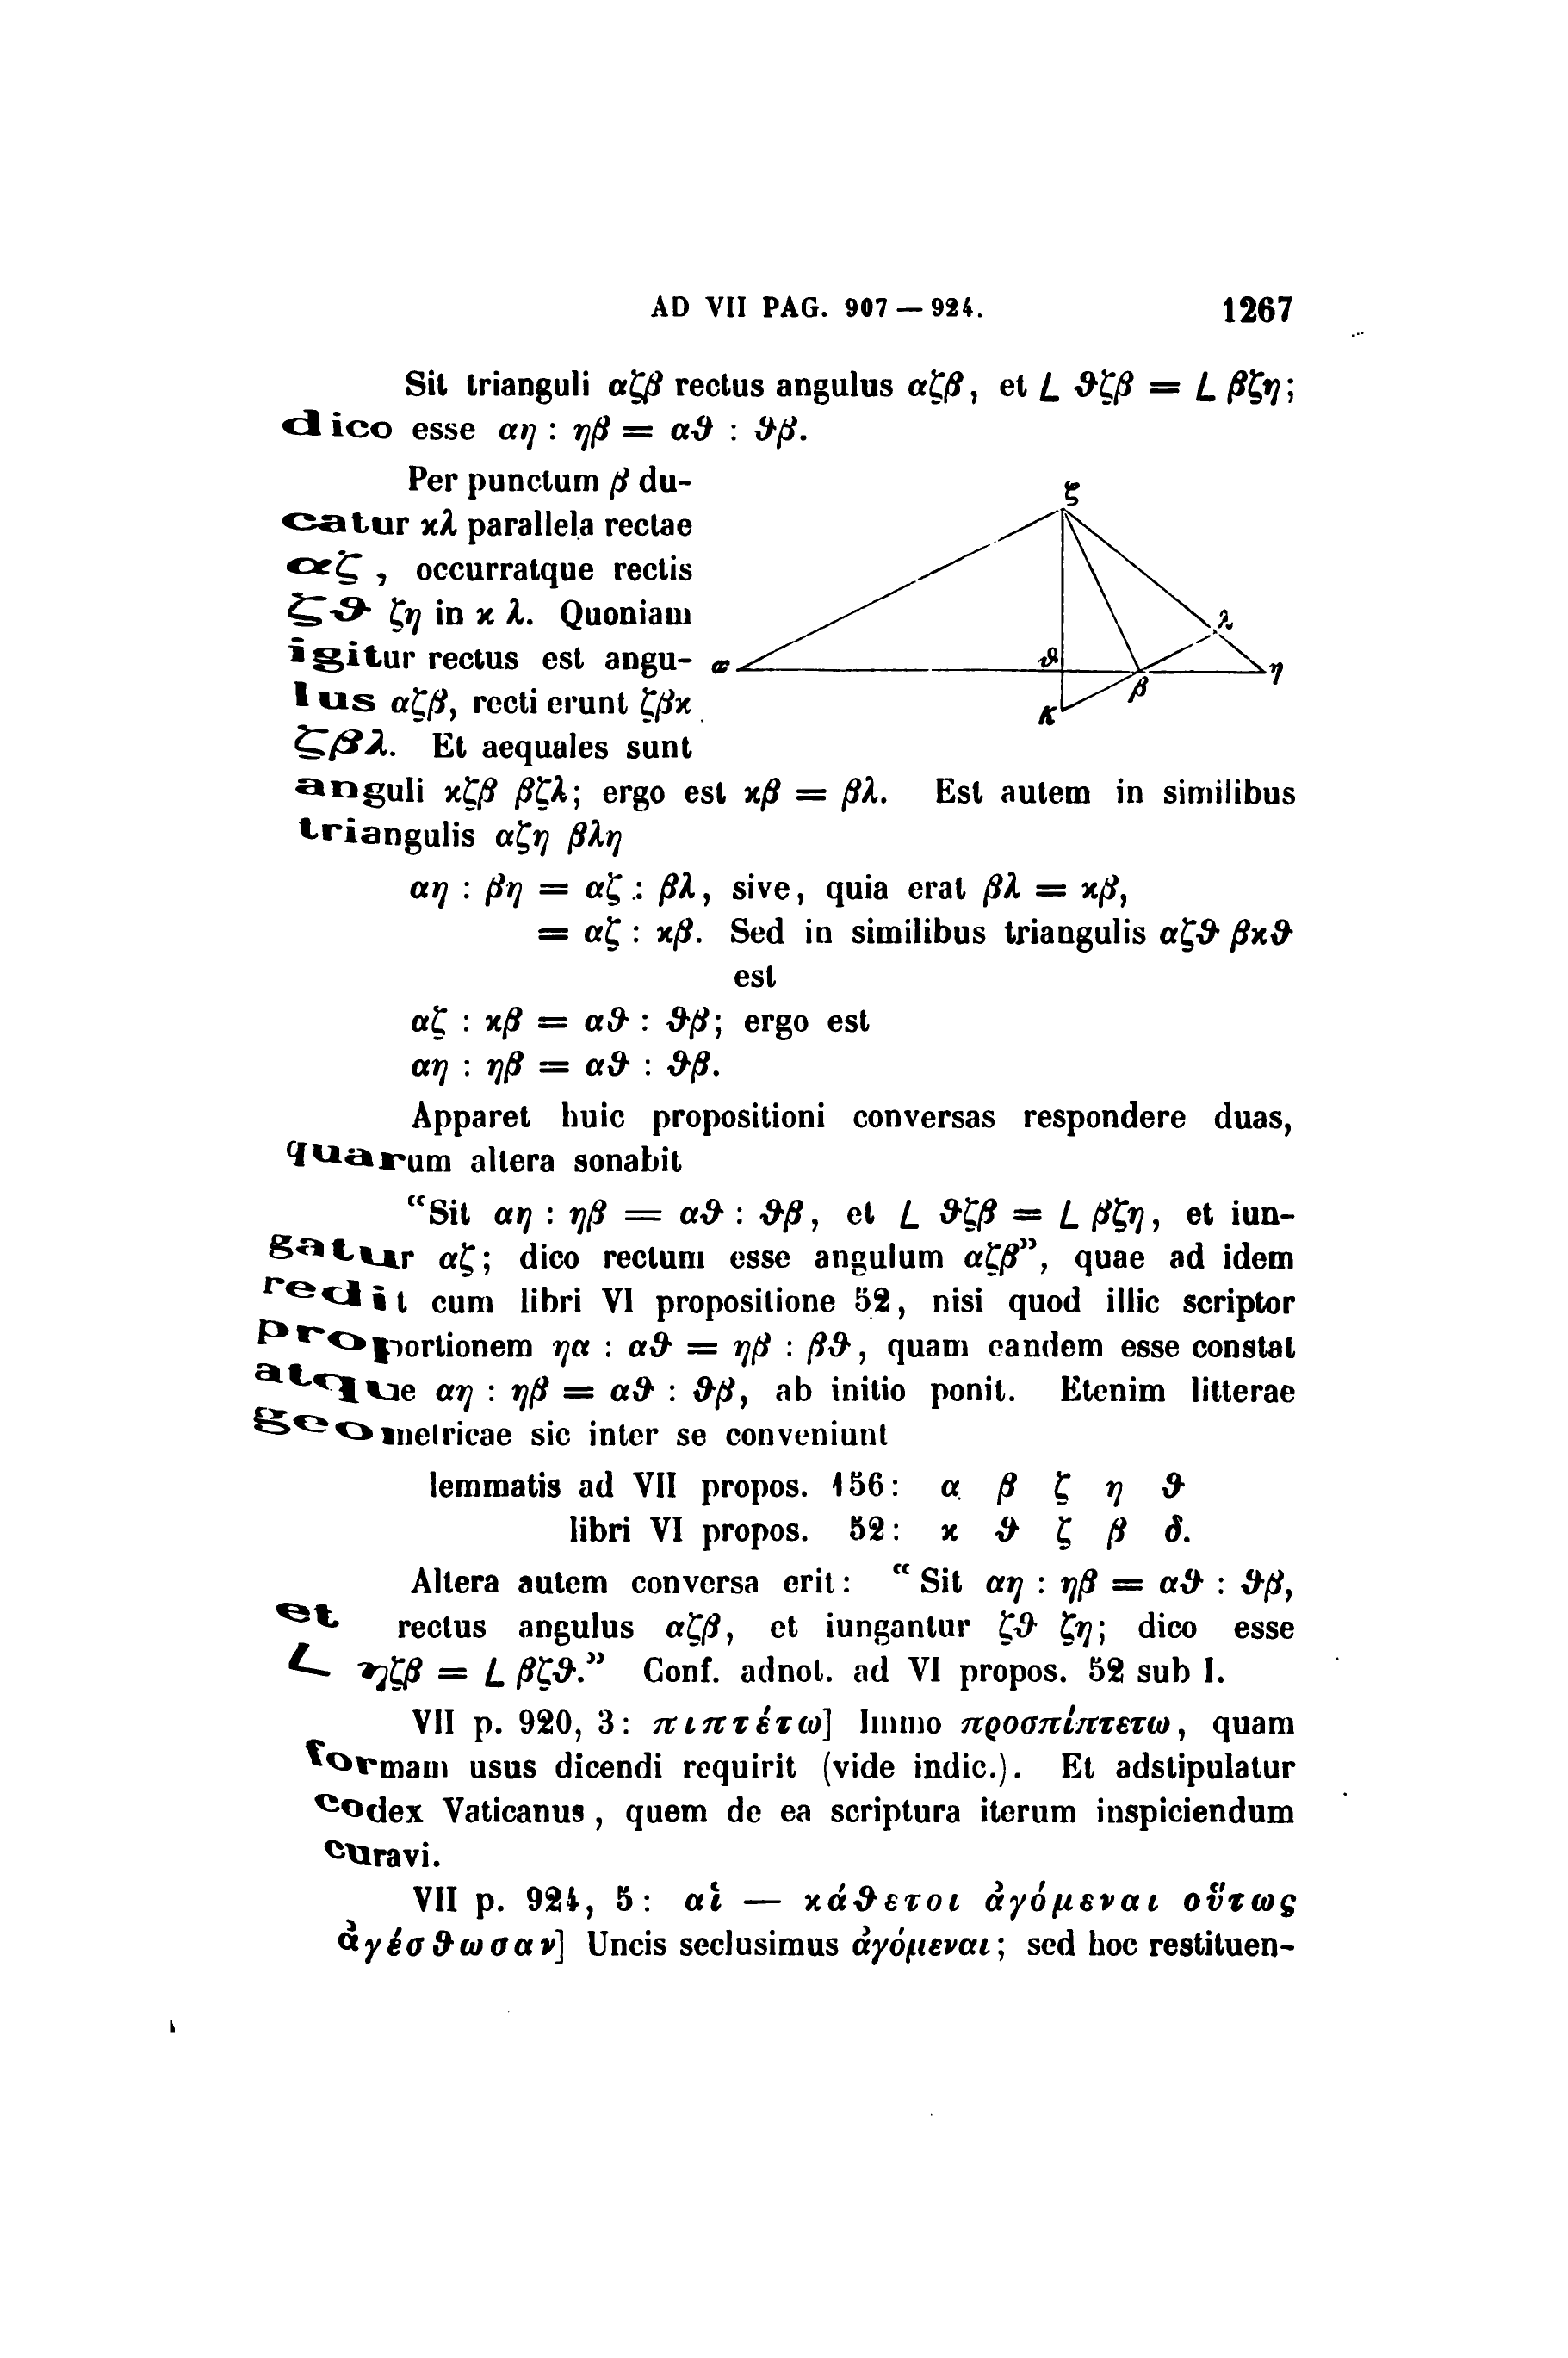 AD VII PAG. 907 — 924. 1267
Sit trianguli αζβ rectus angulus αζβ, et L ϑζβ = L βζη;
dico esse αη : ηβ = αϑ : ϑβ.
Per punctum β du-
catur κλ parallela rectae
αζ, occurratque rectis
ζϑ ζη in κ λ. Quoniam
igitur rectus est angu-
lus αζβ, recti erunt ζβκ
ζβλ. Et aequales sunt
ζ
λ
α
ϑ
η
β
κ
anguli κζβ βζλ; ergo est κβ = βλ. Est autem in similibus
triangulis αζη βλη
αη : βη = αζ : βλ, sive, quia erat βλ = κβ,
= αζ : κβ. Sed in similibus triangulis αζϑ βκϑ
est
αζ : κβ = αϑ : ϑβ; ergo est
αη : ηβ = αϑ : ϑβ.
Apparet huic propositioni conversas respondere duas,
quarum altera sonabit
“Sit αη : ηβ = αϑ : ϑβ, et L ϑζβ = L βζη, et iun-
gatur αζ; dico rectum esse angulum αζβ”, quae ad idem
redit cum libri VI propositione 52, nisi quod illic scriptor
proportionem ηα : αϑ = ηβ : βϑ, quam eandem esse constat
atque αη : ηβ = αϑ : ϑβ, ab initio ponit. Etenim litterae
geometricae sic inter se conveniunt
lemmatis ad VII propos. 156: α β ζ η ϑ
libri VI propos. 52: κ ϑ ζ β δ.
Altera autem conversa erit: “Sit αη : ηβ = αϑ : ϑβ,
et rectus angulus αζβ, et iungantur ζϑ ζη; dico esse
L ηζβ = L βζϑ.” Conf. adnot. ad VI propos. 52 sub I.
VII p. 920, 3: πιπτέτω] Immo προσπίπτετω, quam
formam usus dicendi requirit (vide indic.). Et adstipulatur
codex Vaticanus, quem de ea scriptura iterum inspiciendum
curavi.
VII p. 924, 5: αἱ — κάϑετοι ἀγόμεναι οὕτως
ἀγέσϑωσαν] Uncis seclusimus ἀγόμεναι; sed hoc restituen-